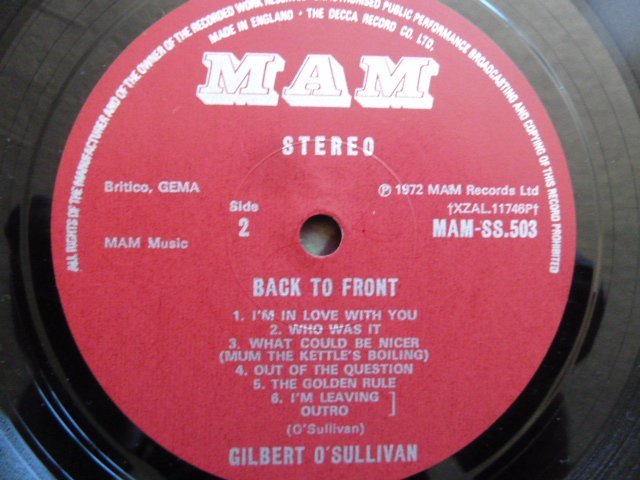 ALL RIGHTS OF THE MANUFACTURER AND OF THE OWNER OF THE RECORDED WORK RESERVED
UNAUTHORISED PUBLIC PERFORMANCE BROADCASTING AND COPYING OF THIS RECORD PROHIBITED
MADE IN ENGLAND • THE DECCA RECORD CO. LTD.
MAM
STEREO
Britico, GEMA
℗ 1972 MAM Records Ltd
Side
2
†XZAL.11746P†
MAM Music
MAM-SS.503
BACK TO FRONT
1. I'M IN LOVE WITH YOU
2. WHO WAS IT
3. WHAT COULD BE NICER
(MUM THE KETTLE'S BOILING)
4. OUT OF THE QUESTION
5. THE GOLDEN RULE
6. I'M LEAVING
OUTRO ]
(O'Sullivan)
GILBERT O'SULLIVAN